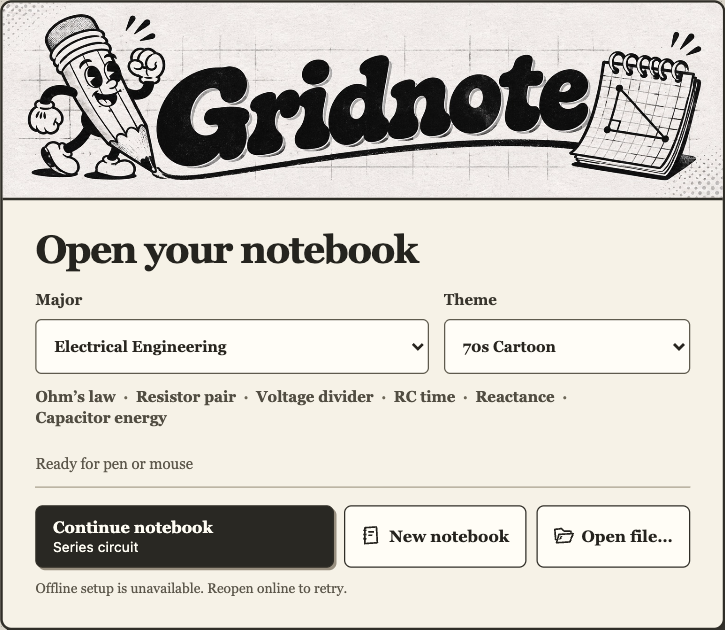 Gridnote
Open your notebook
Major
Theme
Electrical Engineering
70s Cartoon
Ohm’s law · Resistor pair · Voltage divider · RC time · Reactance ·
Capacitor energy
Ready for pen or mouse
Continue notebook
Series circuit
New notebook
Open file...
Offline setup is unavailable. Reopen online to retry.